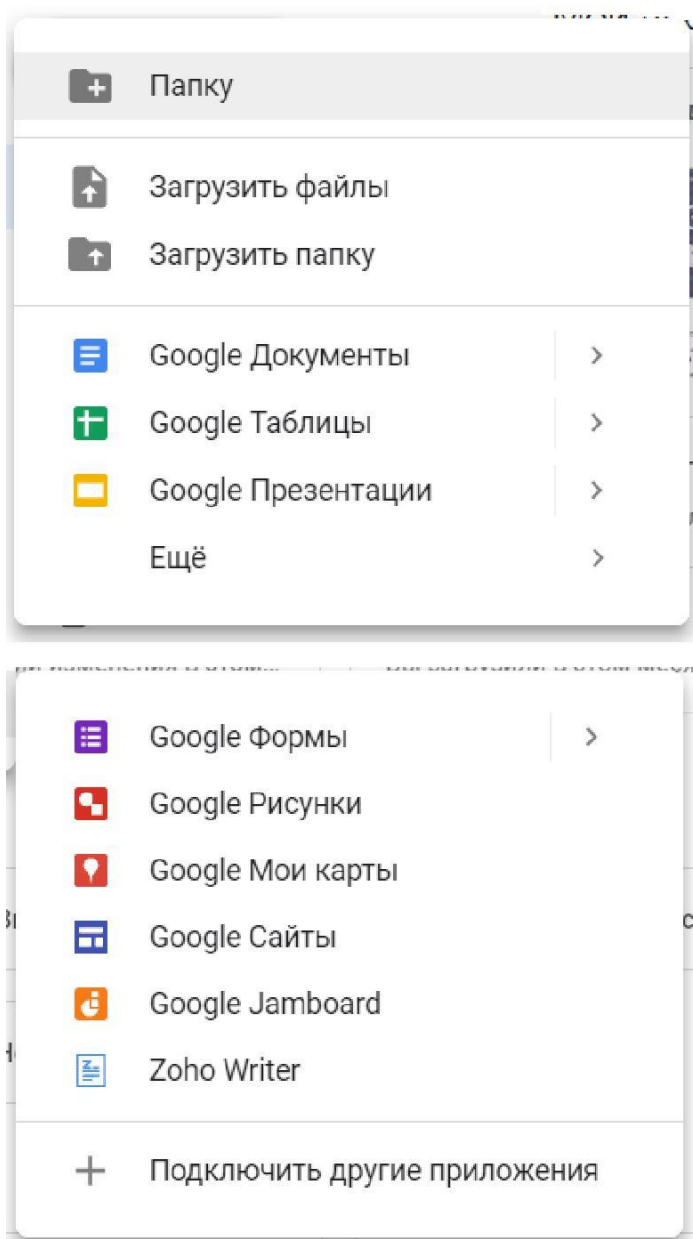 Папку
Загрузить файлы
Загрузить папку
Google Документы
Google Таблицы
Google Презентации
Ещё
Google Формы
Google Рисунки
Google Мои карты
Google Сайты
Google Jamboard
Zoho Writer
Подключить другие приложения